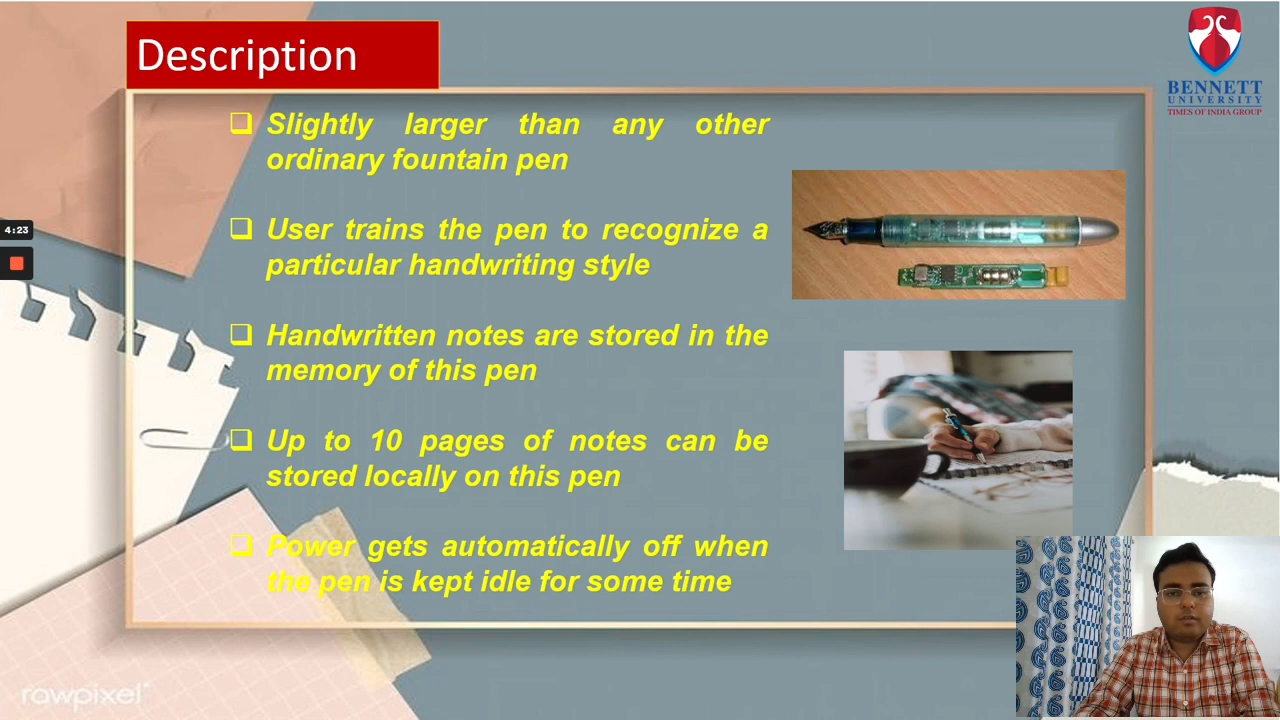 Description
BENNETT
UNIVERSITY
TIMES OF INDIA GROUP
Slightly larger than any other
ordinary fountain pen
User trains the pen to recognize a
particular handwriting style
4:23
Handwritten notes are stored in the
memory of this pen
Up to 10 pages of notes can be
stored locally on this pen
Power gets automatically off when
the pen is kept idle for some time
rawpixel